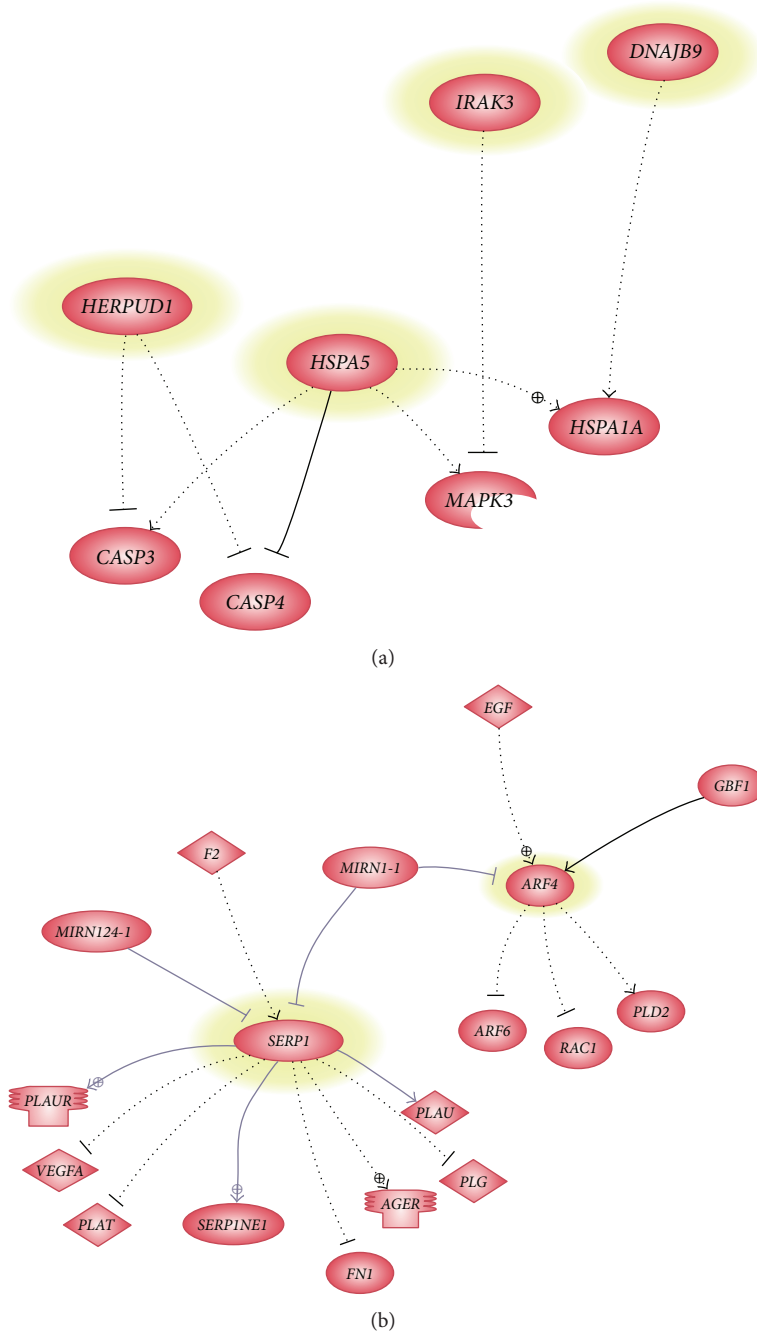 DNAJB9
IRAK3
HERPUD1
HSPA5
HSPA1A
MAPK3
CASP3
CASP4
(a)
EGF
GBF1
F2
MIRN1-1
ARF4
MIRN124-1
PLD2
ARF6
RAC1
SERP1
PLAUR
PLAU
VEGFA
PLG
PLAT
SERP1NE1
AGER
FN1
(b)